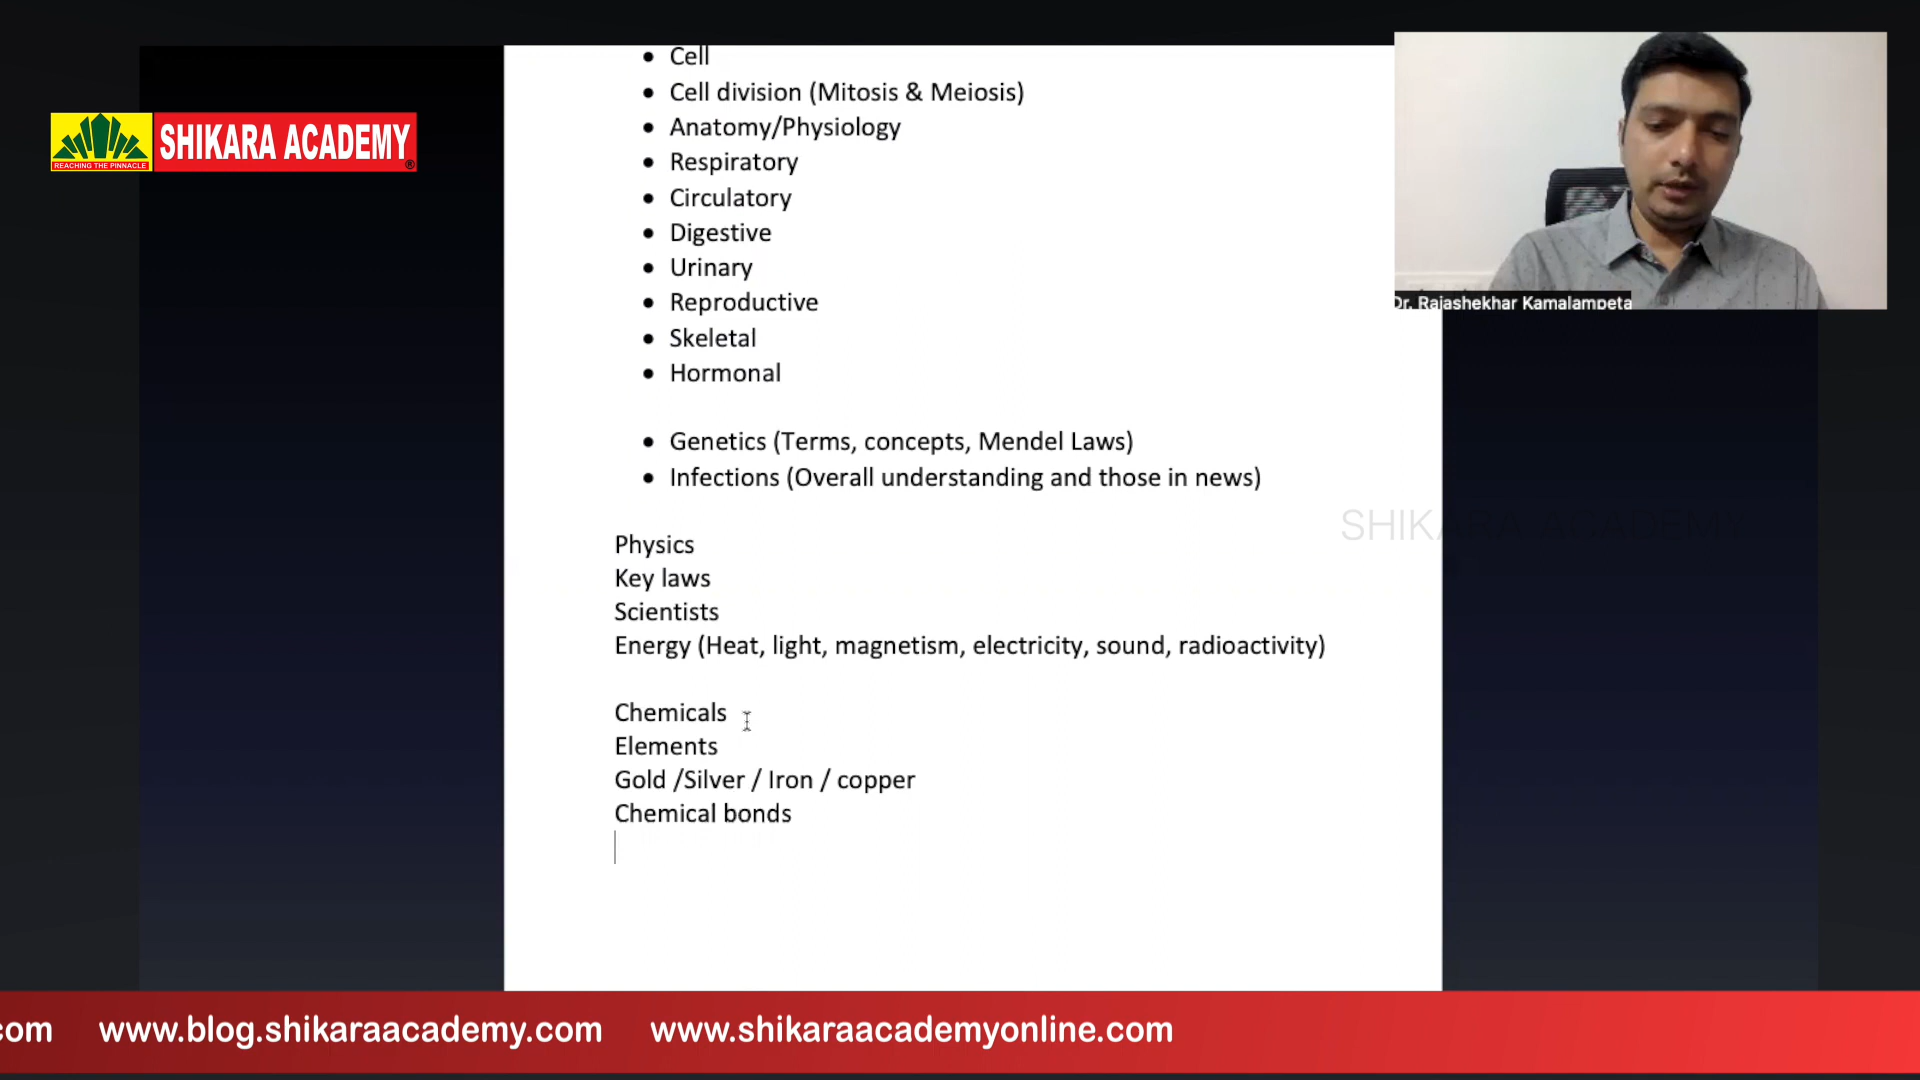 • Cell
• Cell division (Mitosis & Meiosis)
• Anatomy/Physiology
• Respiratory
• Circulatory
• Digestive
• Urinary
• Reproductive
• Skeletal
• Hormonal
• Genetics (Terms, concepts, Mendel Laws)
• Infections (Overall understanding and those in news)
Physics
Key laws
Scientists
Energy (Heat, light, magnetism, electricity, sound, radioactivity)
Chemicals
Elements
Gold /Silver / Iron / copper
Chemical bonds
SHIKARA ACADEMY ®
REACHING THE PINNACLE
Dr. Rajashekhar Kamalampeta
SHIKARA ACADEMY
com www.blog.shikaraacademy.com www.shikaraacademyonline.com